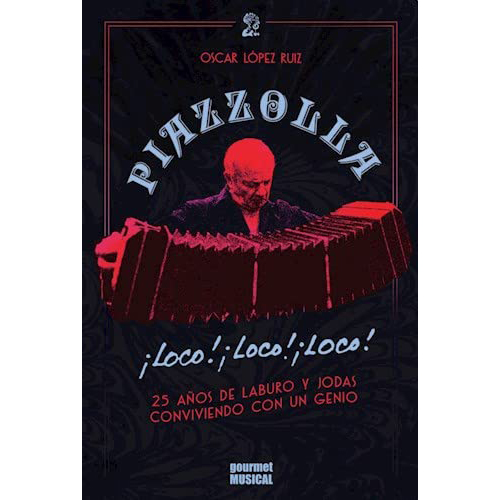 OSCAR LÓPEZ RUIZ
PIAZZOLLA
¡LOCO! ¡LOCO! ¡LOCO!
25 AÑOS DE LABURO Y JODAS
CONVIVIENDO CON UN GENIO
gourmet
MUSICAL